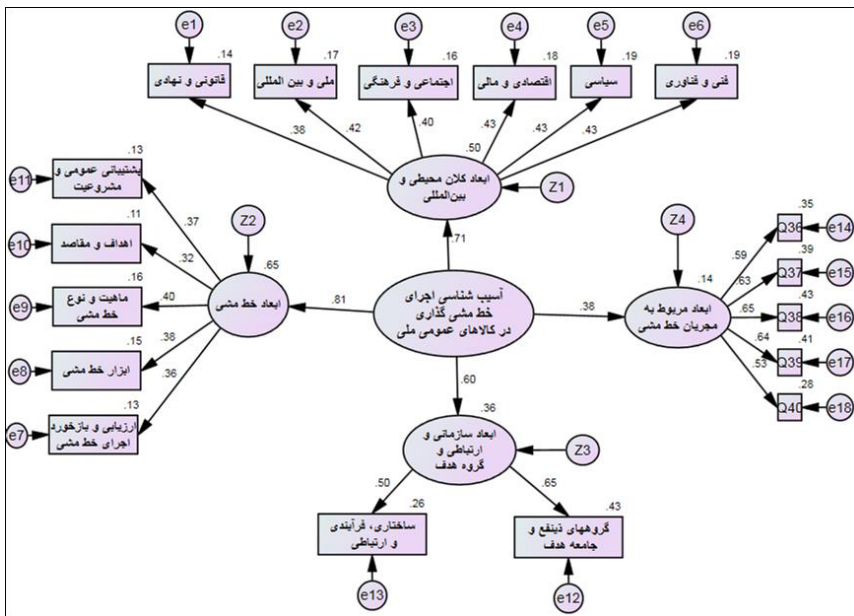 e1
e2
e3
e4
e5
e6
.14
.17
.16
.18
.19
.19
قانونی و نهادی
ملی و بین المللی
اجتماعی و فرهنگی
اقتصادی و مالی
سیاسی
فنی و فناوری
.38
.42
.40
.43
.43
.43
.50
ابعاد کلان محیطی و
بین‌المللی
Z1
.71
.13
e11
پشتیبانی عمومی و
مشروعیت
.37
.11
e10
اهداف و مقاصد
.32
.16
e9
ماهیت و نوع
خط مشی
.40
.15
e8
ابزار خط مشی
.38
.13
e7
ارزیابی و بازخورد
اجرای خط مشی
.36
Z2
.65
ابعاد خط مشی
.81
آسیب شناسی اجرای
خط مشی گذاری
در کالاهای عمومی ملی
.38
Z4
.14
ابعاد مربوط به
مجریان خط مشی
.35
.59
Q36
e14
.39
.63
Q37
e15
.43
.65
Q38
e16
.41
.64
Q39
e17
.28
.53
Q40
e18
.60
.36
ابعاد سازمانی و
ارتباطی و
گروه هدف
Z3
.50
.65
.26
ساختاری، فرآیندی
و ارتباطی
.43
گروههای ذینفع و
جامعه هدف
e13
e12